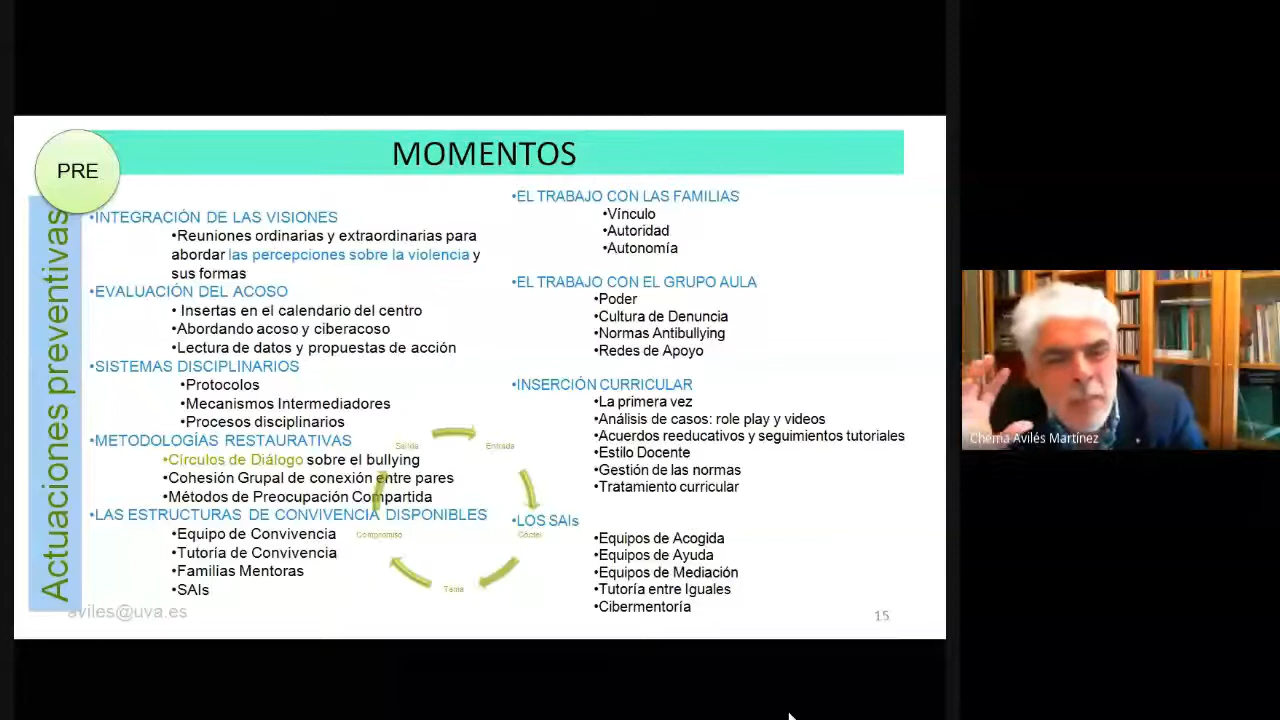 MOMENTOS
PRE
Actuaciones preventivas
•INTEGRACIÓN DE LAS VISIONES
•Reuniones ordinarias y extraordinarias para
abordar las percepciones sobre la violencia y
sus formas
•EVALUACIÓN DEL ACOSO
• Insertas en el calendario del centro
•Abordando acoso y ciberacoso
•Lectura de datos y propuestas de acción
•SISTEMAS DISCIPLINARIOS
•Protocolos
•Mecanismos Intermediadores
•Procesos disciplinarios
•METODOLOGÍAS RESTAURATIVAS
•Círculos de Diálogo sobre el bullying
•Cohesión Grupal de conexión entre pares
•Métodos de Preocupación Compartida
•LAS ESTRUCTURAS DE CONVIVENCIA DISPONIBLES
•Equipo de Convivencia
•Tutoría de Convivencia
•Familias Mentoras
•SAIs
Salida
Entrada
Compromiso
Cóctel
Tema
•EL TRABAJO CON LAS FAMILIAS
•Vínculo
•Autoridad
•Autonomía
•EL TRABAJO CON EL GRUPO AULA
•Poder
•Cultura de Denuncia
•Normas Antibullying
•Redes de Apoyo
•INSERCIÓN CURRICULAR
•La primera vez
•Análisis de casos: role play y videos
•Acuerdos reeducativos y seguimientos tutoriales
•Estilo Docente
•Gestión de las normas
•Tratamiento curricular
•LOS SAIs
•Equipos de Acogida
•Equipos de Ayuda
•Equipos de Mediación
•Tutoría entre Iguales
•Cibermentoría
aviles@uva.es
15
Chema Avilés Martínez